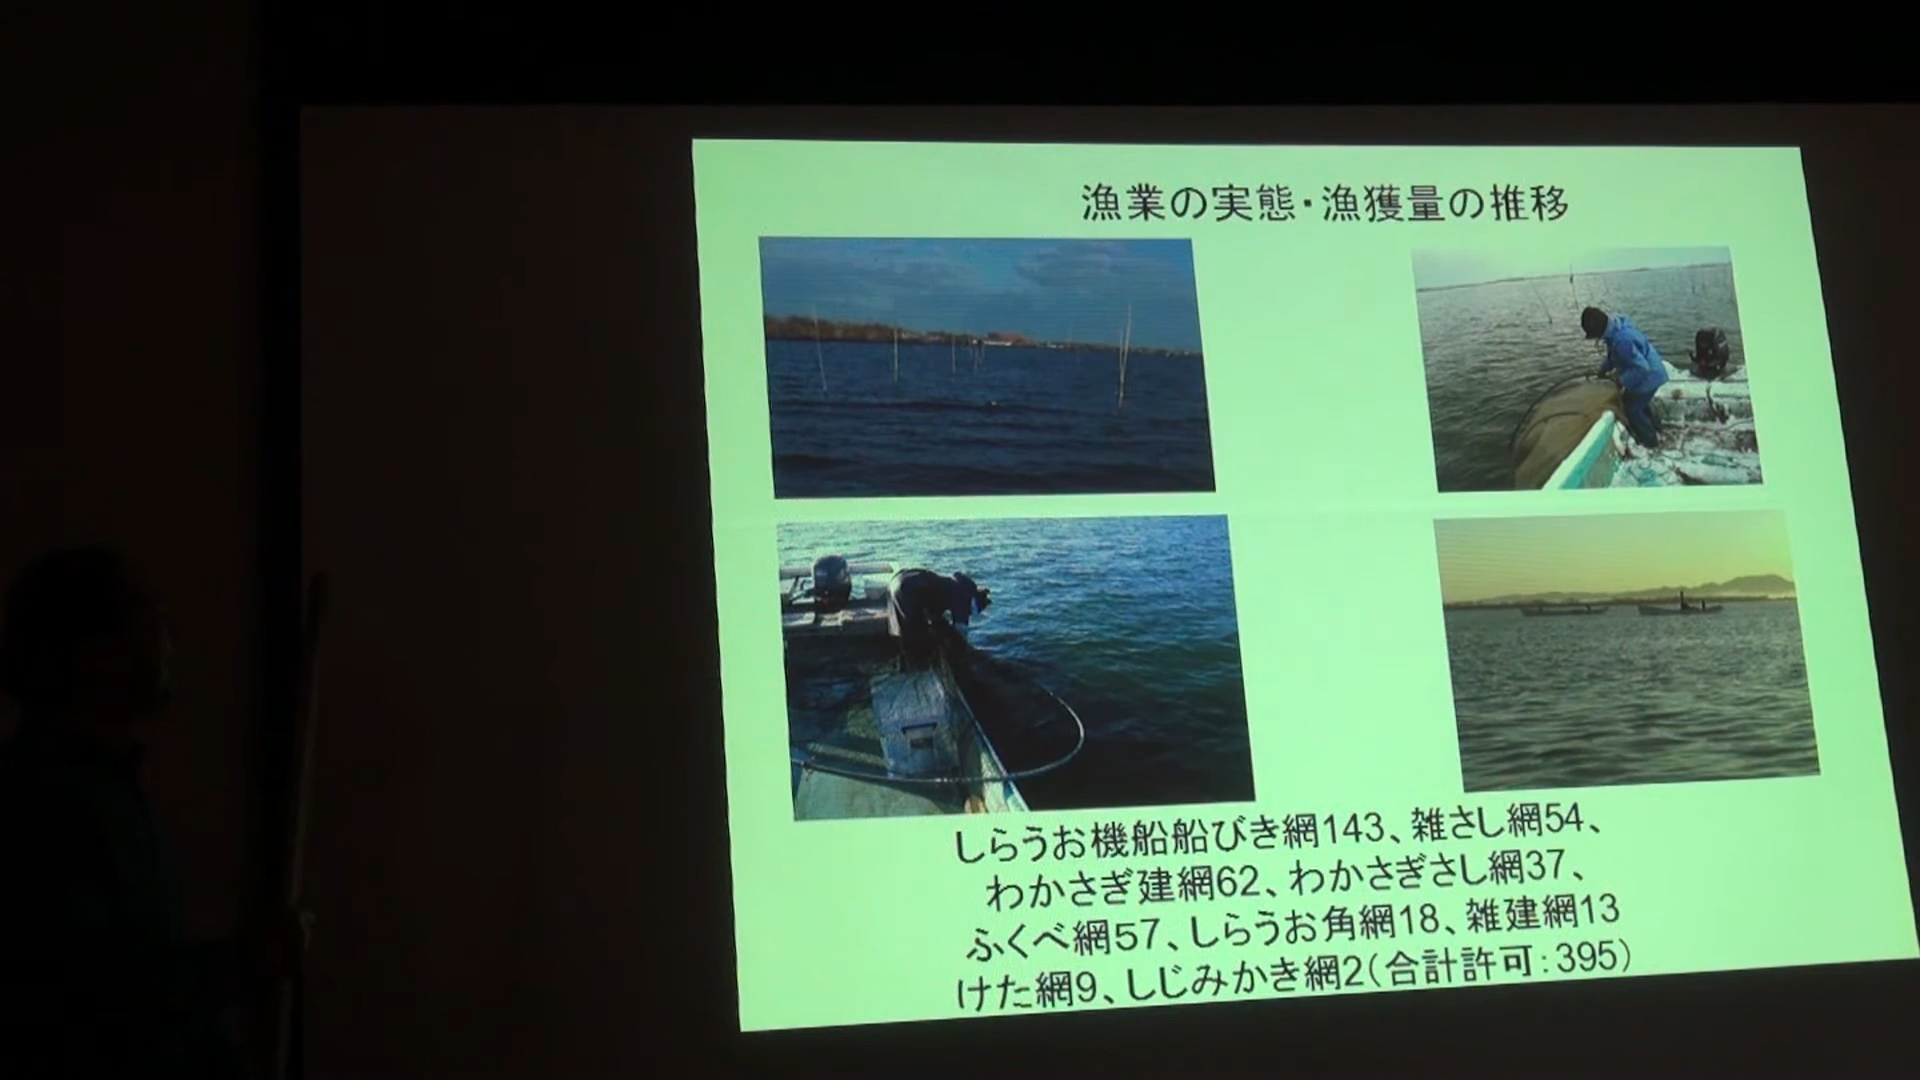 漁業の実態・漁獲量の推移
しらうお機船船びき網143、雑さし網54、
わかさぎ建網62、わかさぎさし網37、
ふくべ網57、しらうお角網18、雑建網13
けた網9、しじみかき網2(合計許可:395)